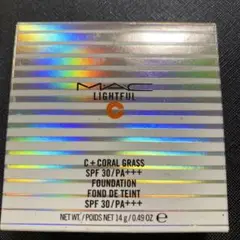 MAC
LIGHTFUL
C
C + CORAL GRASS
SPF 30/PA+++
FOUNDATION
FOND DE TEINT
SPF 30/PA+++
NET WT. / POIDS NET 14 g / 0.49 OZ e